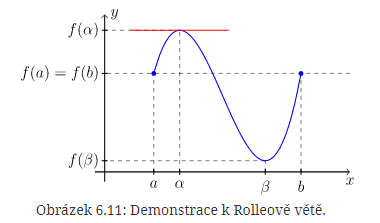 y
f(α)
f(a) = f(b)
f(β)
a α β b x
Obrázek 6.11: Demonstrace k Rolleově větě.